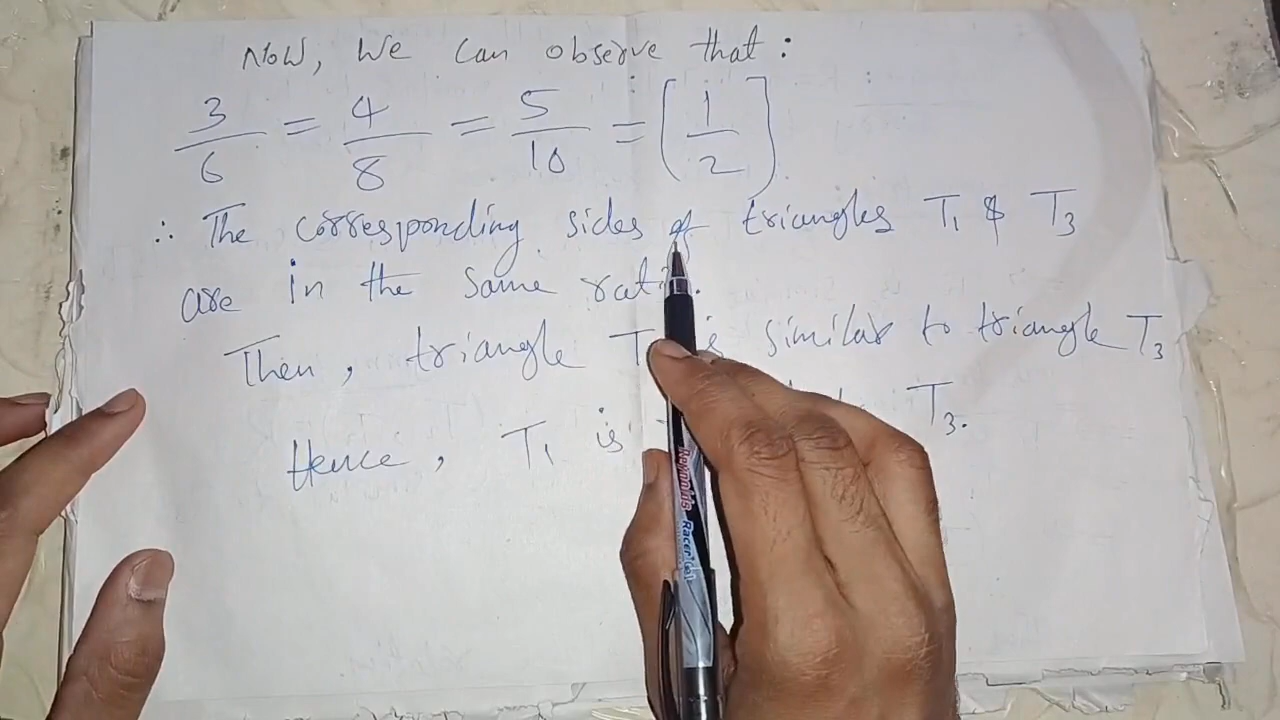 Now, We can observe that:
3/6 = 4/8 = 5/10 = [1/2]
∴ The corresponding sides of triangles T₁ & T₃
are in the same
Then, triangle is similar to triangle T₃
Hence, T₁ is T₃.
Reynolds Racer Gel